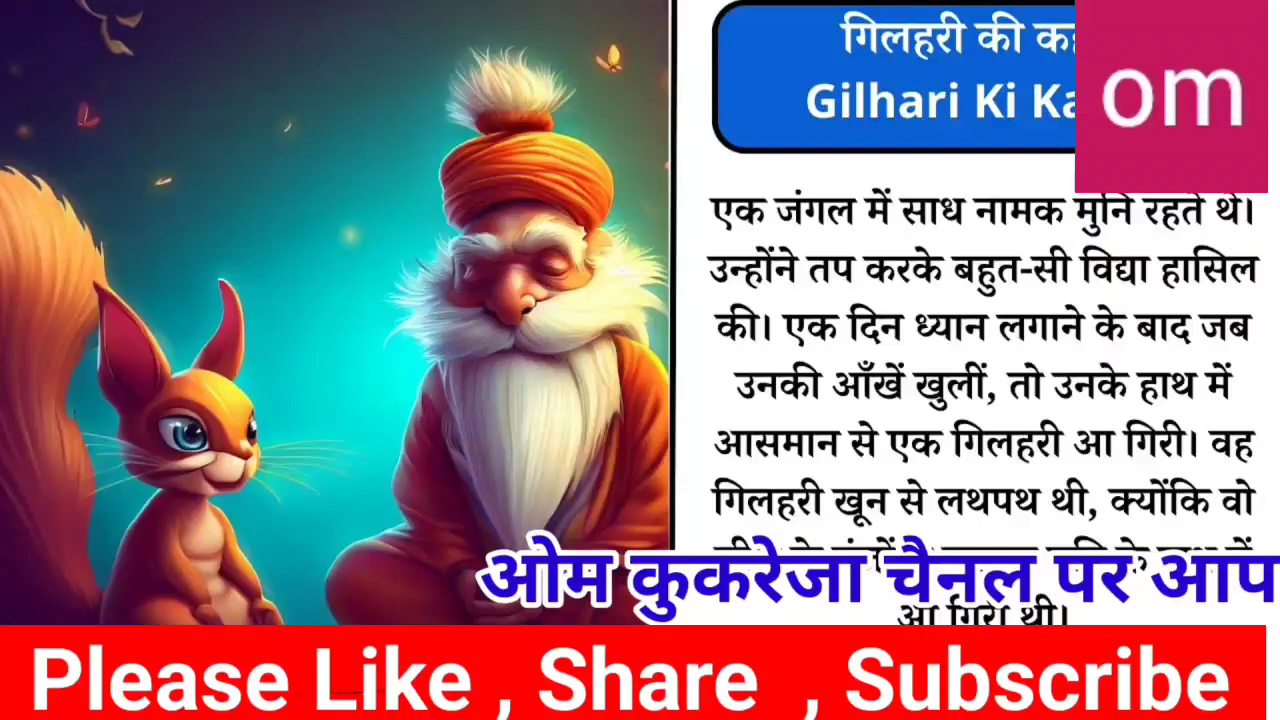 गिलहरी की
Gilhari Ki
om
एक जंगल में साध नामक मुनि रहते थे।
उन्होंने तप करके बहुत-सी विद्या हासिल
की। एक दिन ध्यान लगाने के बाद जब
उनकी आँखें खुलीं, तो उनके हाथ में
आसमान से एक गिलहरी आ गिरी। वह
गिलहरी खून से लथपथ थी, क्योंकि वो
ओम कुकरेजा चैनल पर आप
आ गिरी थी।
Please Like , Share , Subscribe